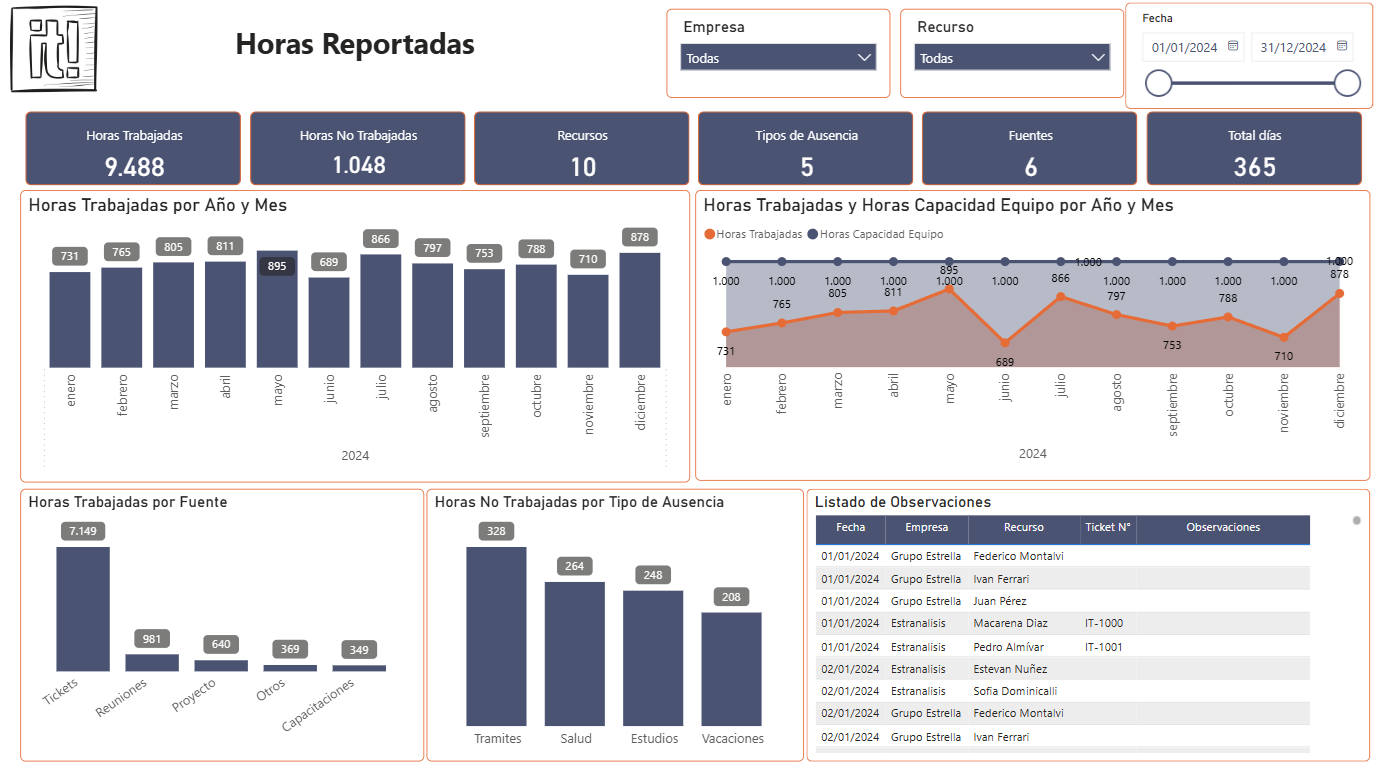 it!
Horas Reportadas
Empresa
Todas
Recurso
Todas
Fecha
01/01/2024 31/12/2024
Horas Trabajadas
9.488
Horas No Trabajadas
1.048
Recursos
10
Tipos de Ausencia
5
Fuentes
6
Total días
365
Horas Trabajadas por Año y Mes
731 765 805 811 895 689 866 797 753 788 710 878
enero febrero marzo abril mayo junio julio agosto septiembre octubre noviembre diciembre
2024
Horas Trabajadas y Horas Capacidad Equipo por Año y Mes
Horas Trabajadas Horas Capacidad Equipo
1.000 1.000 1.000 1.000 1.000 1.000 1.000 1.000 1.000 1.000 1.000 1.000
731 765 805 811 895 689 866 797 753 788 710 878
enero febrero marzo abril mayo junio julio agosto septiembre octubre noviembre diciembre
2024
Horas Trabajadas por Fuente
7.149 981 640 369 349
Tickets Reuniones Proyecto Otros Capacitaciones
Horas No Trabajadas por Tipo de Ausencia
328 264 248 208
Tramites Salud Estudios Vacaciones
Listado de Observaciones
Fecha Empresa Recurso Ticket N° Observaciones
01/01/2024 Grupo Estrella Federico Montalvi
01/01/2024 Grupo Estrella Ivan Ferrari
01/01/2024 Grupo Estrella Juan Pérez
01/01/2024 Estranalisis Macarena Diaz IT-1000
01/01/2024 Estranalisis Pedro Almívar IT-1001
02/01/2024 Estranalisis Estevan Nuñez
02/01/2024 Estranalisis Sofia Dominicalli
02/01/2024 Grupo Estrella Federico Montalvi
02/01/2024 Grupo Estrella Ivan Ferrari